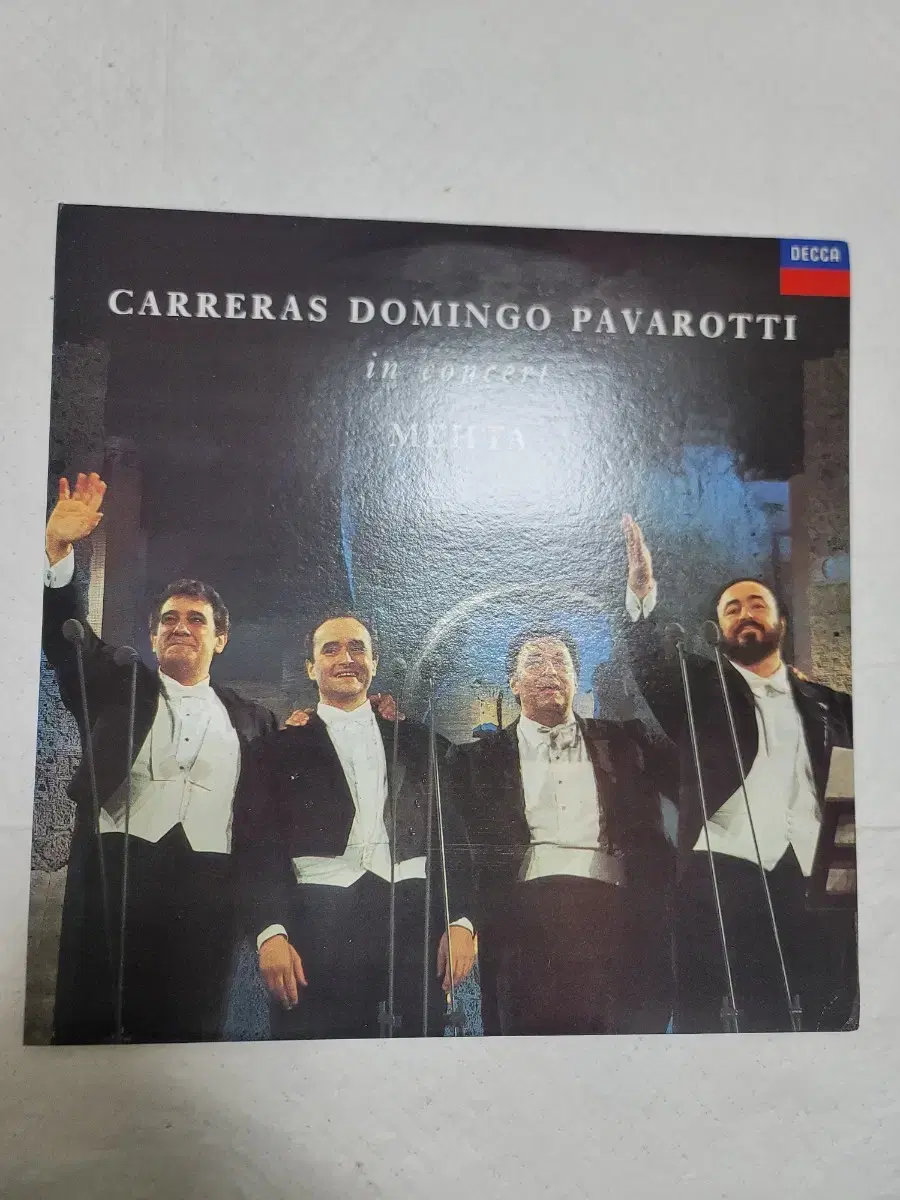 DECCA
CARRERAS DOMINGO PAVAROTTI
in concert
MEHTA